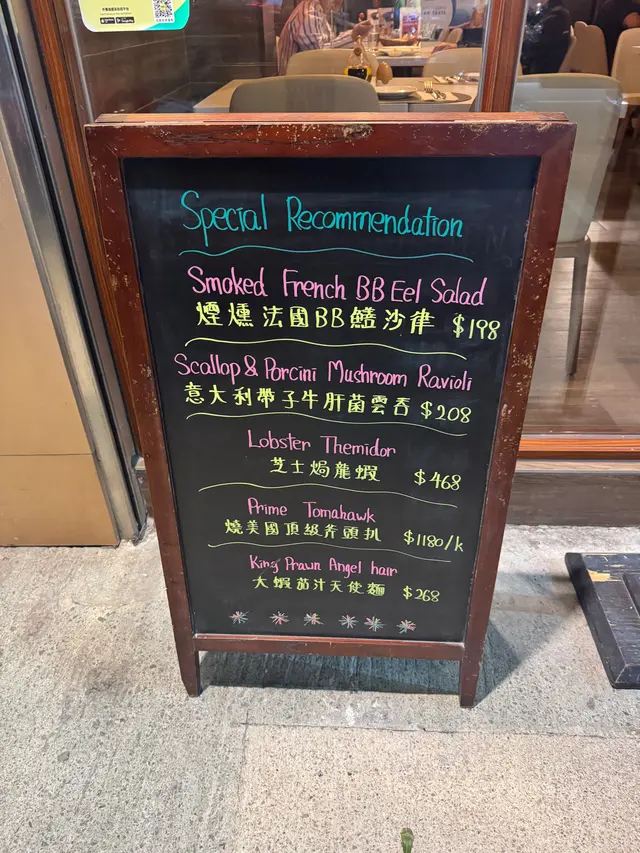 Special Recommendation
Smoked French BB Eel Salad
煙燻法國BB鱔沙律 $198
Scallop & Porcini Mushroom Ravioli
意大利帶子牛肝菌雲吞 $208
Lobster Themidor
芝士焗龍蝦 $468
Prime Tomahawk
燒美國頂級斧頭扒 $1180/k
King Prawn Angel hair
大蝦茄汁天使麵 $268